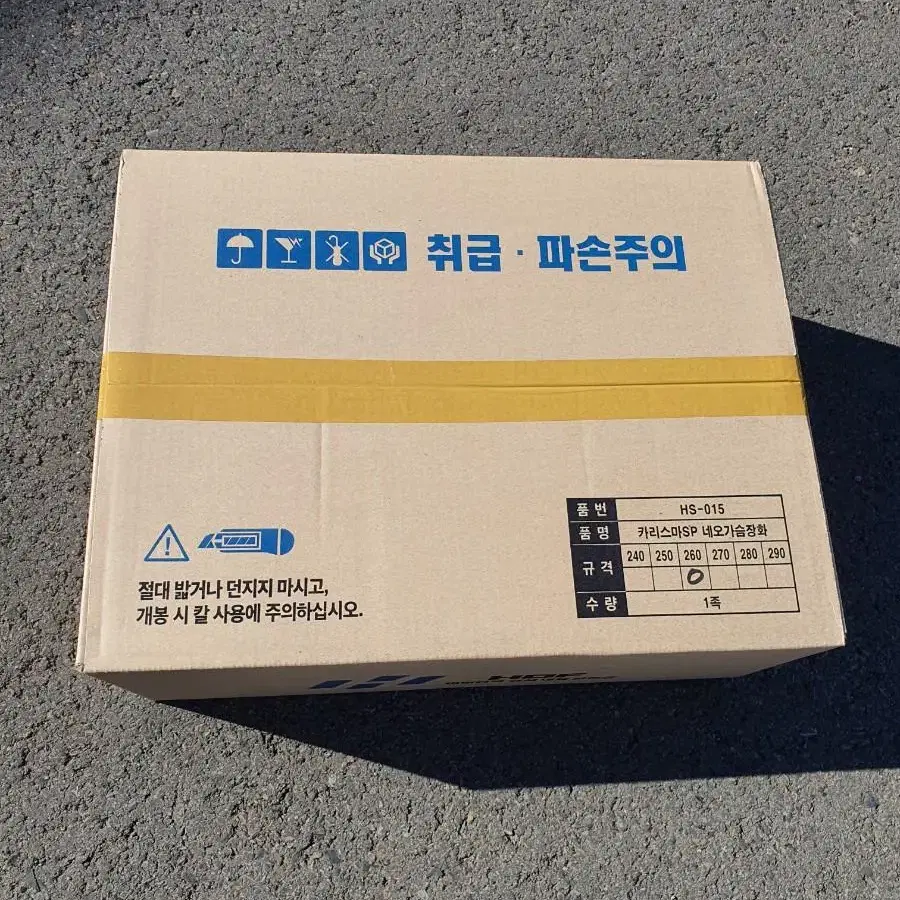 취급 · 파손주의
절대 밟거나 던지지 마시고,
개봉 시 칼 사용에 주의하십시오.
품 번 HS-015
품 명 카리스마SP 네오가슴장화
규 격 240 250 260 270 280 290
O
수 량 1족